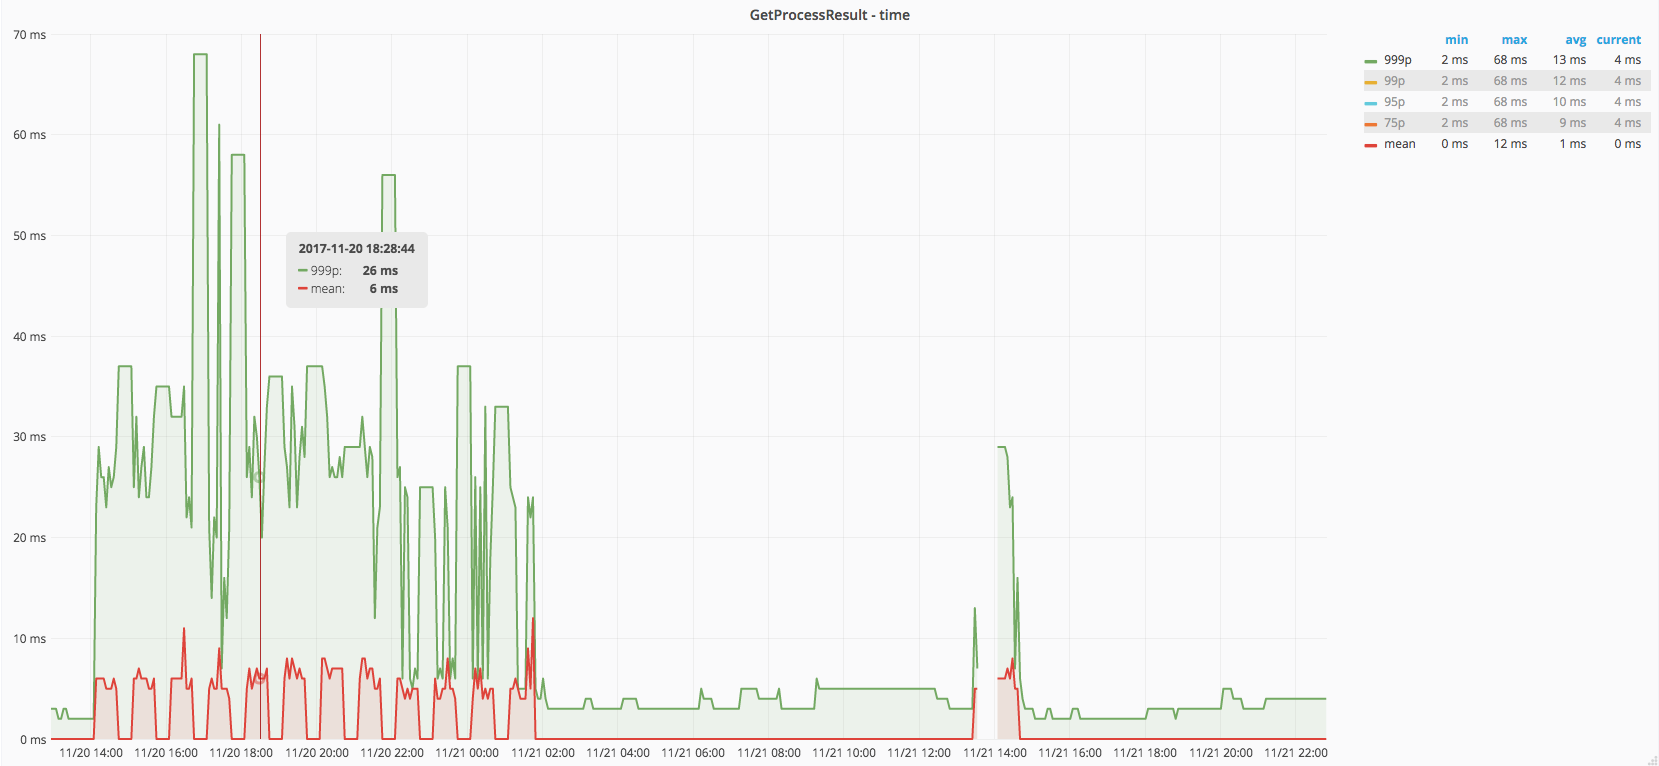 GetProcessResult - time
min max avg current
999p 2 ms 68 ms 13 ms 4 ms
99p 2 ms 68 ms 12 ms 4 ms
95p 2 ms 68 ms 10 ms 4 ms
75p 2 ms 68 ms 9 ms 4 ms
mean 0 ms 12 ms 1 ms 0 ms
70 ms
60 ms
50 ms
40 ms
30 ms
20 ms
10 ms
0 ms
2017-11-20 18:28:44
999p: 26 ms
mean: 6 ms
11/20 14:00 11/20 16:00 11/20 18:00 11/20 20:00 11/20 22:00 11/21 00:00 11/21 02:00 11/21 04:00 11/21 06:00 11/21 08:00 11/21 10:00 11/21 12:00 11/21 14:00 11/21 16:00 11/21 18:00 11/21 20:00 11/21 22:00